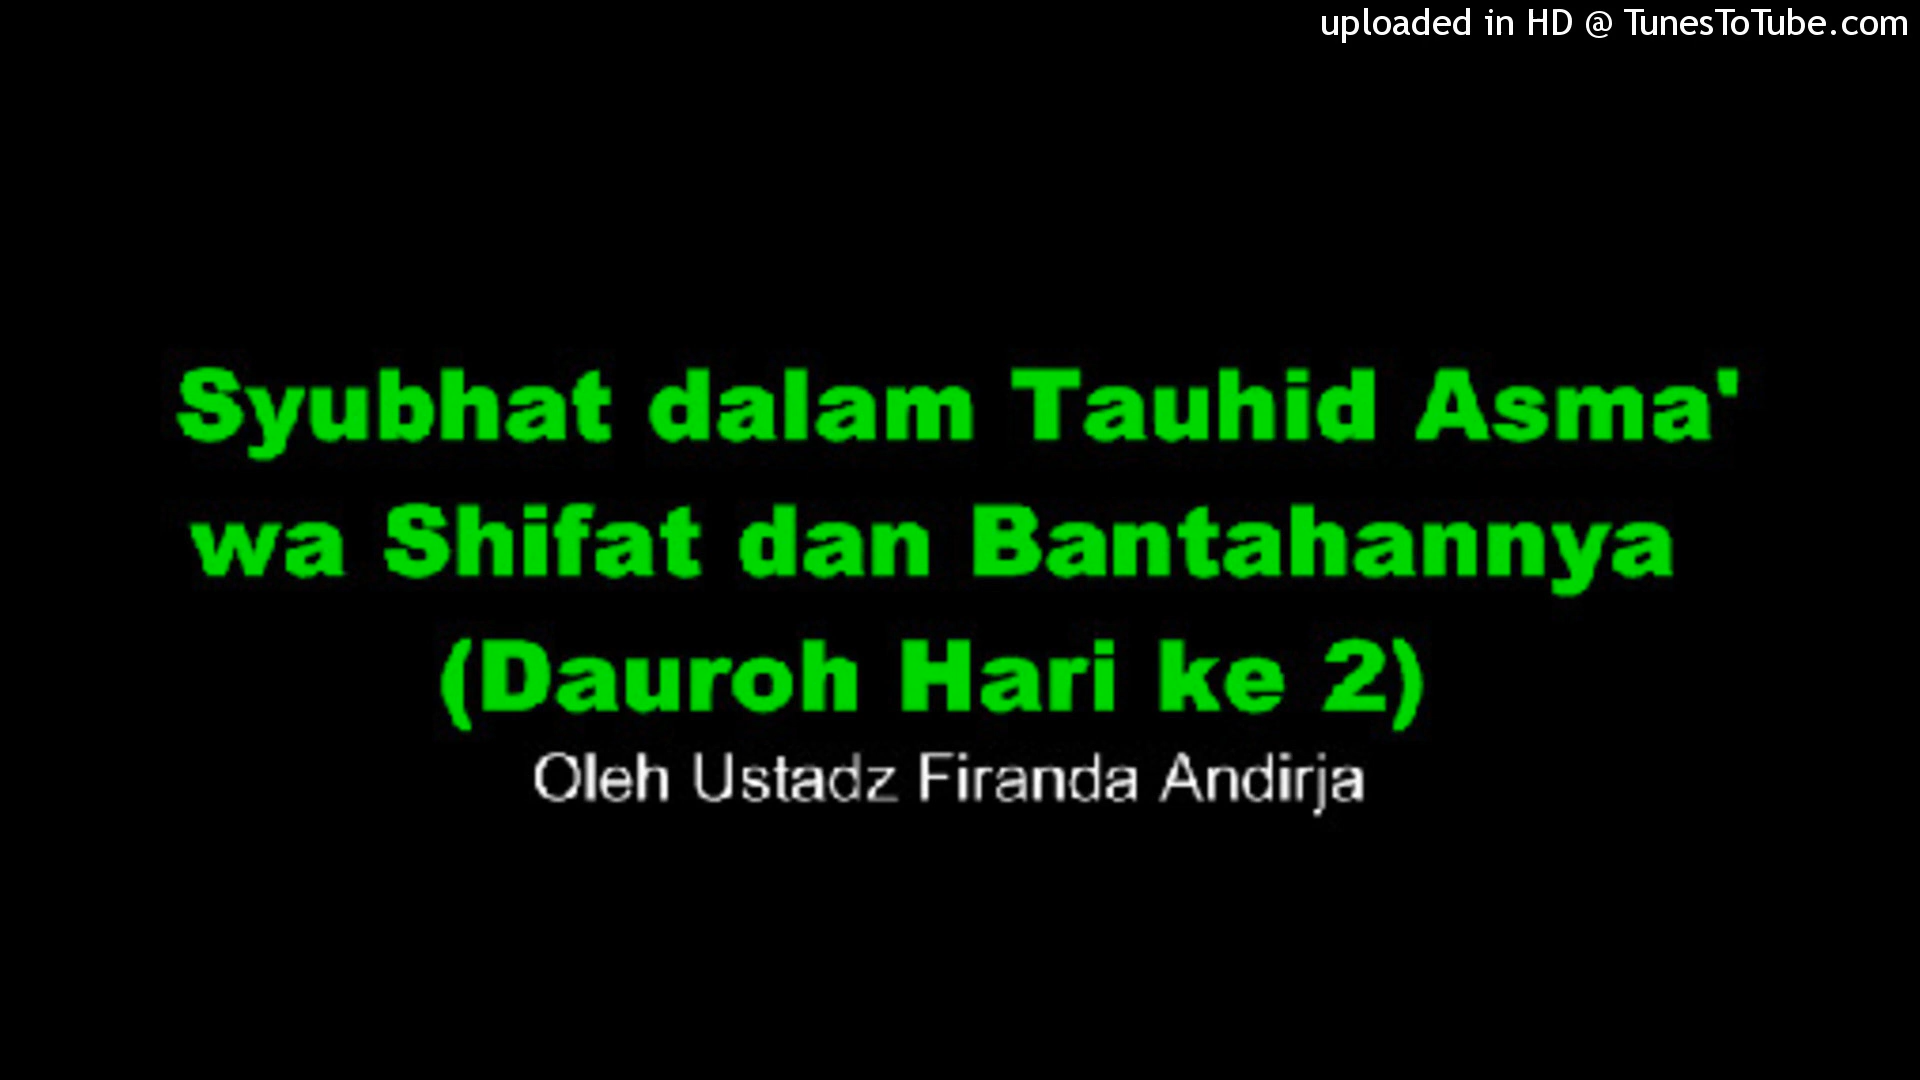 uploaded in HD @ TunesToTube.com
Syubhat dalam Tauhid Asma'
wa Shifat dan Bantahannya
(Dauroh Hari ke 2)
Oleh Ustadz Firanda Andirja